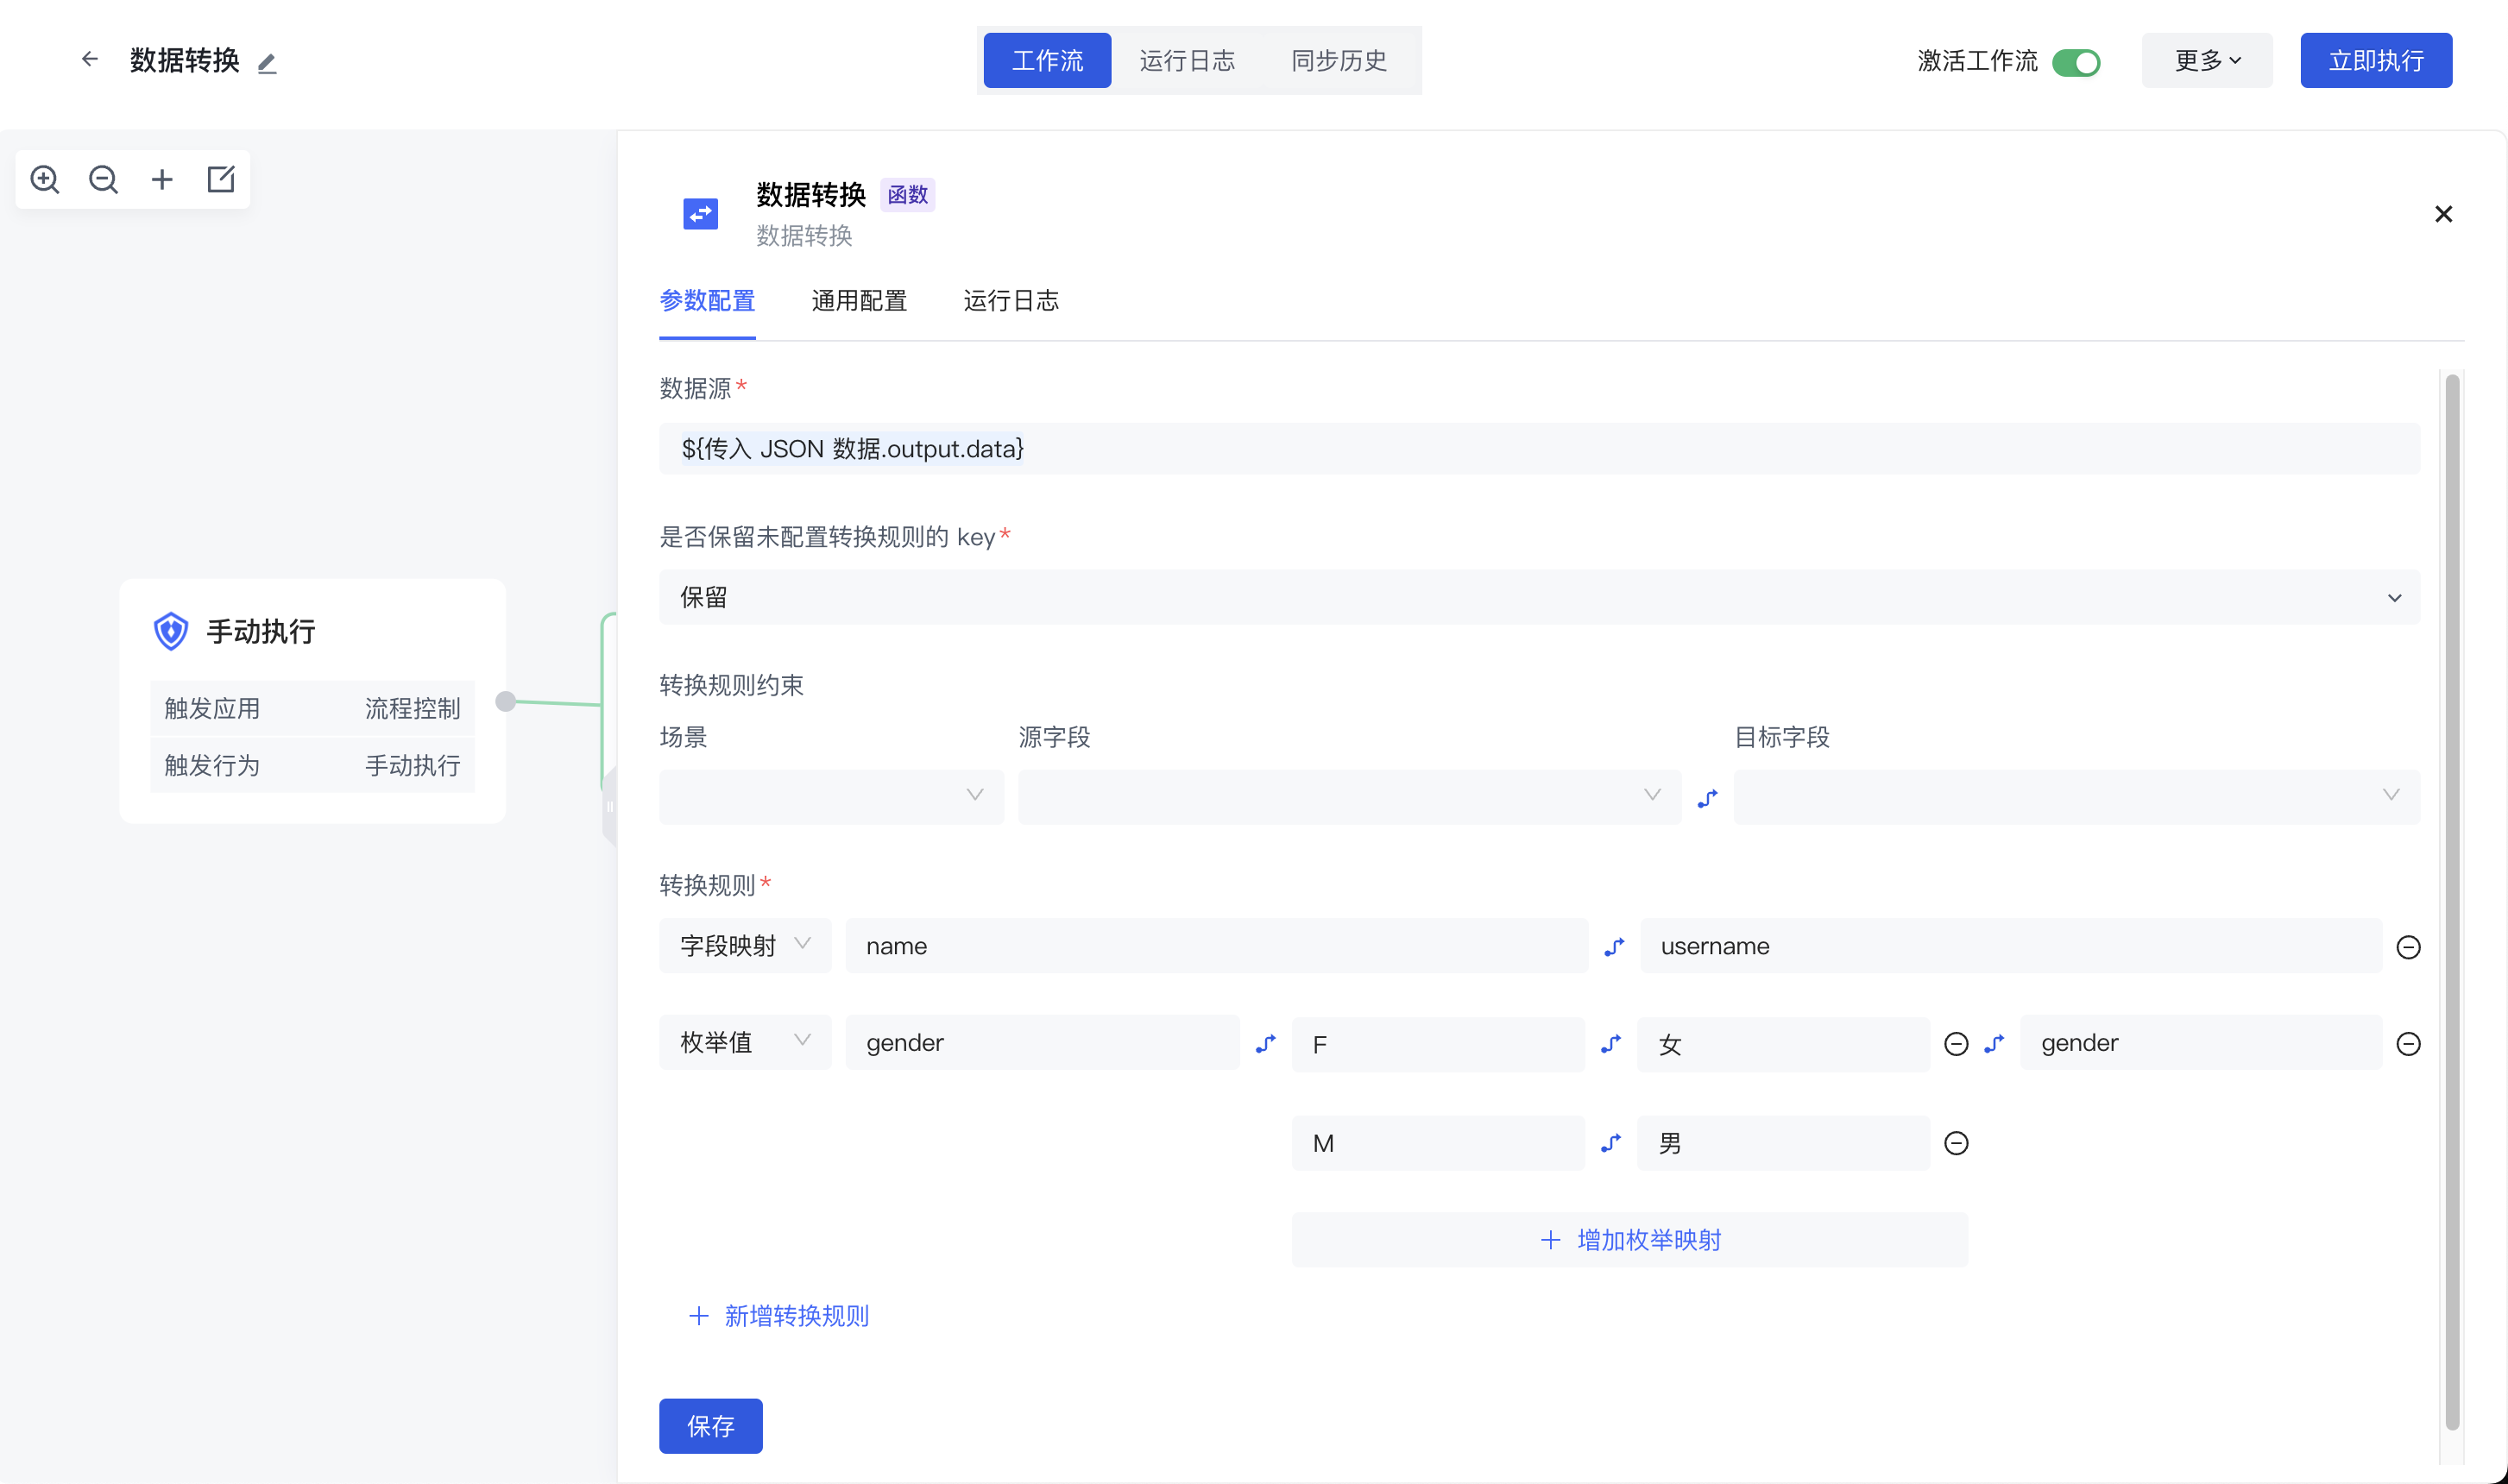 数据转换
工作流 运行日志 同步历史
激活工作流 更多 立即执行
手动执行
触发应用 流程控制
触发行为 手动执行
数据转换 函数
数据转换
参数配置 通用配置 运行日志
数据源*
${传入 JSON 数据.output.data}
是否保留未配置转换规则的 key*
保留
转换规则约束
场景 源字段 目标字段
转换规则*
字段映射 name username
枚举值 gender F 女 gender
M 男
增加枚举映射
新增转换规则
保存